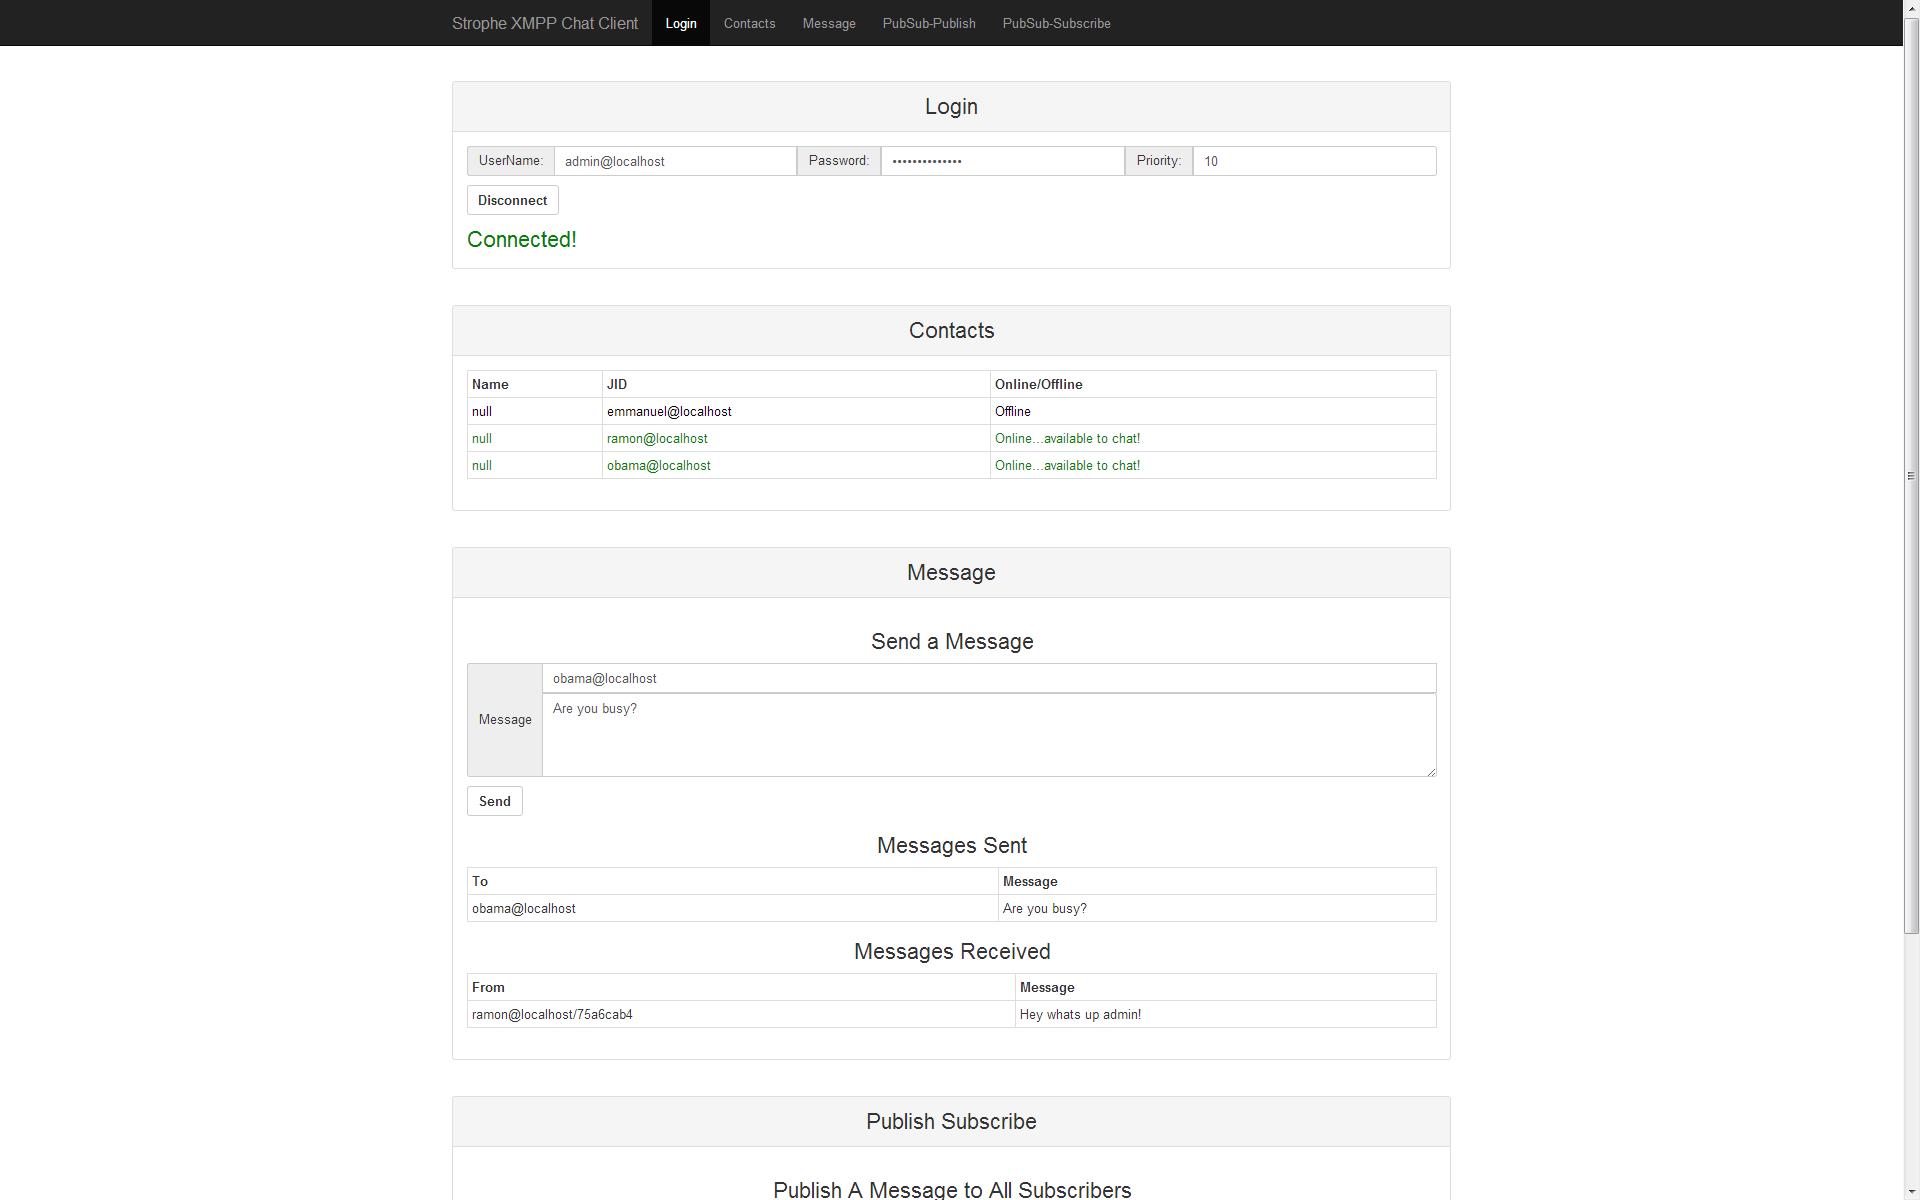 Strophe XMPP Chat Client Login Contacts Message PubSub-Publish PubSub-Subscribe
Login
UserName: admin@localhost Password: •••••••••••••• Priority: 10
Disconnect
Connected!
Contacts
Name JID Online/Offline
null emmanuel@localhost Offline
null ramon@localhost Online...available to chat!
null obama@localhost Online...available to chat!
Message
Send a Message
obama@localhost
Message
Are you busy?
Send
Messages Sent
To Message
obama@localhost Are you busy?
Messages Received
From Message
ramon@localhost/75a6cab4 Hey whats up admin!
Publish Subscribe
Publish A Message to All Subscribers